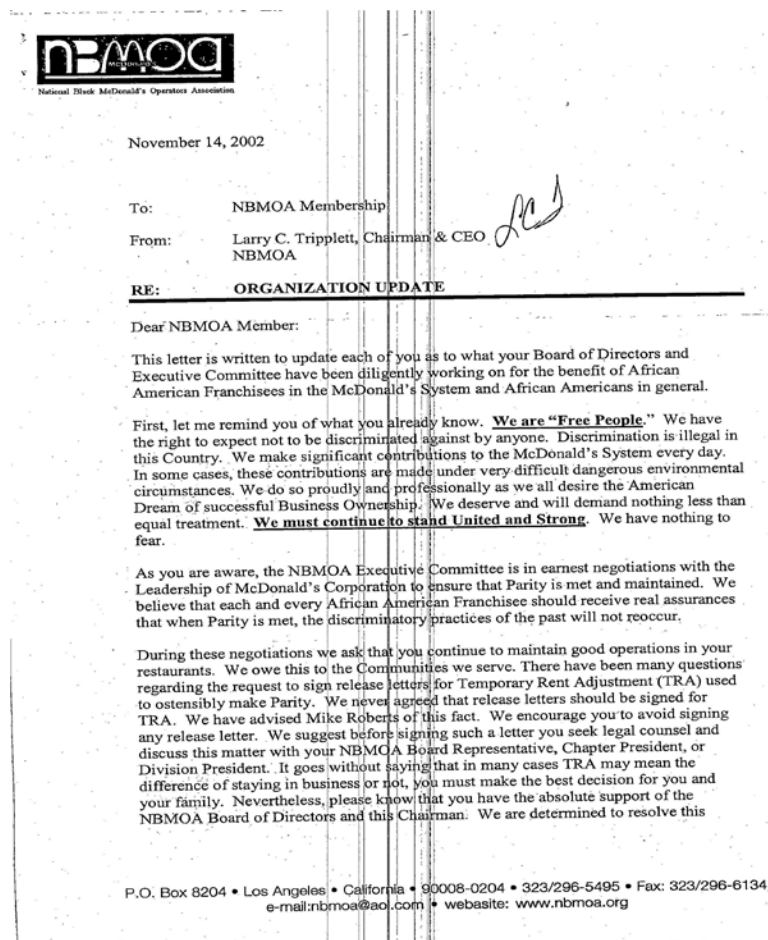 nBMOA
McDONALD'S
National Black McDonald's Operators Association
November 14, 2002
To: NBMOA Membership
From: Larry C. Tripplett, Chairman & CEO
NBMOA
LCT
RE: ORGANIZATION UPDATE
Dear NBMOA Member:
This letter is written to update each of you as to what your Board of Directors and
Executive Committee have been diligently working on for the benefit of African
American Franchisees in the McDonald's System and African Americans in general.
First, let me remind you of what you already know. We are “Free People.” We have
the right to expect not to be discriminated against by anyone. Discrimination is illegal in
this Country. We make significant contributions to the McDonald's System every day.
In some cases, these contributions are made under very difficult dangerous environmental
circumstances. We do so proudly and professionally as we all desire the American
Dream of successful Business Ownership. We deserve and will demand nothing less than
equal treatment. We must continue to stand United and Strong. We have nothing to
fear.
As you are aware, the NBMOA Executive Committee is in earnest negotiations with the
Leadership of McDonald's Corporation to ensure that Parity is met and maintained. We
believe that each and every African American Franchisee should receive real assurances
that when Parity is met, the discriminatory practices of the past will not reoccur.
During these negotiations we ask that you continue to maintain good operations in your
restaurants. We owe this to the Communities we serve. There have been many questions
regarding the request to sign release letters for Temporary Rent Adjustment (TRA) used
to ostensibly make Parity. We never agreed that release letters should be signed for
TRA. We have advised Mike Roberts of this fact. We encourage you to avoid signing
any release letter. We suggest before signing such a letter you seek legal counsel and
discuss this matter with your NBMOA Board Representative, Chapter President, or
Division President. It goes without saying that in many cases TRA may mean the
difference of staying in business or not, you must make the best decision for you and
your family. Nevertheless, please know that you have the absolute support of the
NBMOA Board of Directors and this Chairman. We are determined to resolve this
P.O. Box 8204 • Los Angeles • California • 90008-0204 • 323/296-5495 • Fax: 323/296-6134
e-mail:nbmoa@aol.com • webasite: www.nbmoa.org